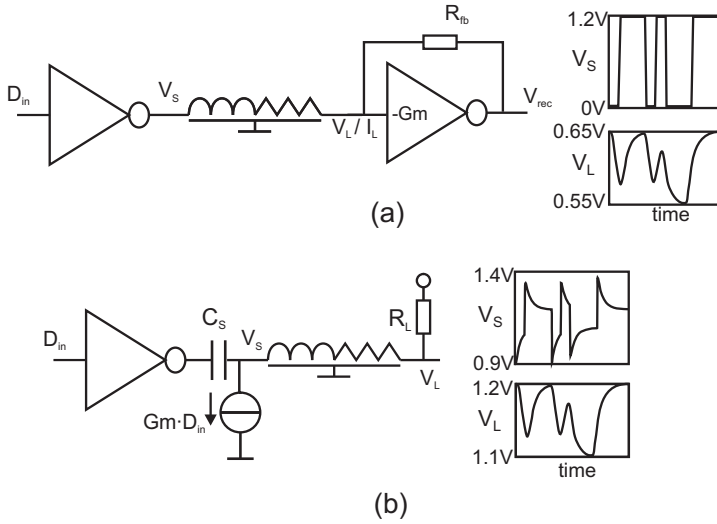 R_fb
D_in
V_S
-Gm
V_rec
V_L / I_L
(a)
1.2V
V_S
0V
0.65V
V_L
0.55V
time
D_in
C_S
V_S
R_L
V_L
Gm·D_in
(b)
1.4V
V_S
0.9V
1.2V
V_L
1.1V
time